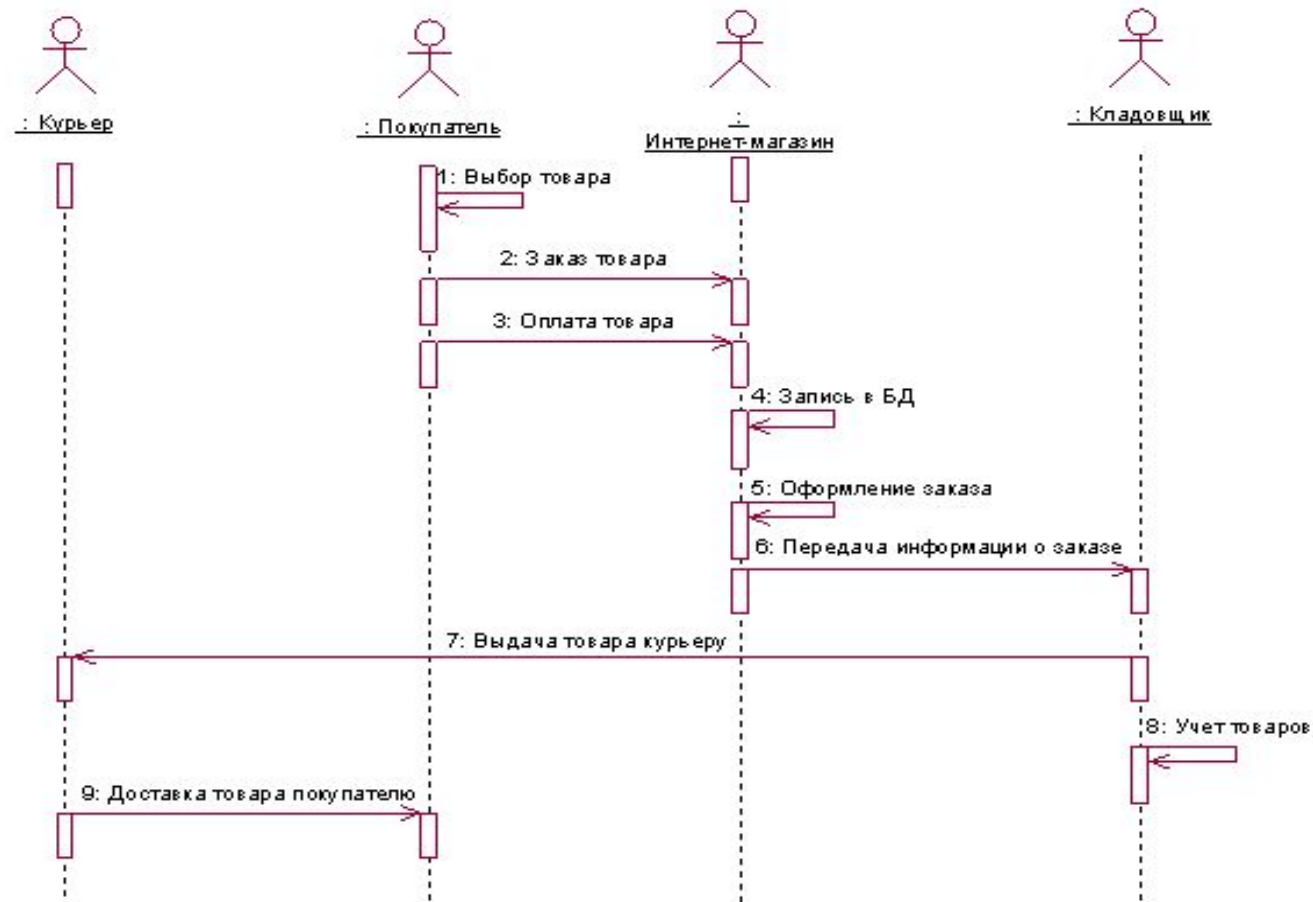 : Курьер
: Покупатель
:
Интернет-магазин
: Кладовщик
1: Выбор товара
2: Заказ товара
3: Оплата товара
4: Запись в БД
5: Оформление заказа
6: Передача информации о заказе
7: Выдача товара курьеру
8: Учет товаров
9: Доставка товара покупателю